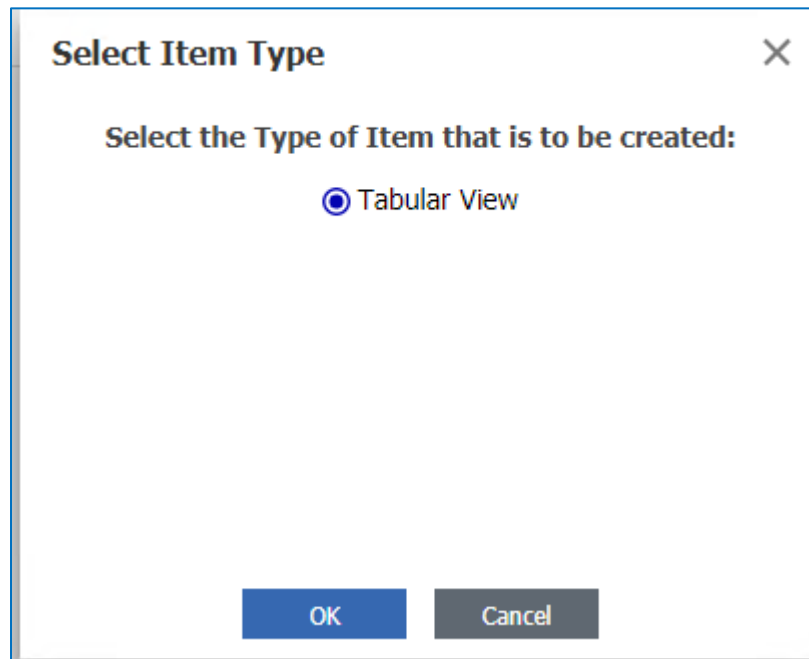 Select Item Type
Select the Type of Item that is to be created:
Tabular View
OK
Cancel